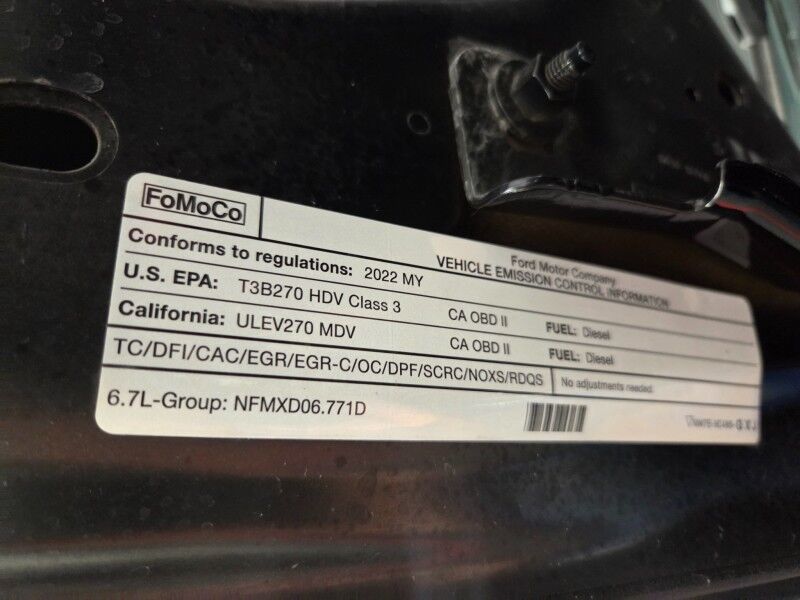 FoMoCo
Ford Motor Company
VEHICLE EMISSION CONTROL INFORMATION
Conforms to regulations: 2022 MY
U.S. EPA: T3B270 HDV Class 3 CA OBD II FUEL: Diesel
California: ULEV270 MDV CA OBD II FUEL: Diesel
TC/DFI/CAC/EGR/EGR-C/OC/DPF/SCRC/NOXS/RDQS No adjustments needed.
6.7L-Group: NFMXD06.771D